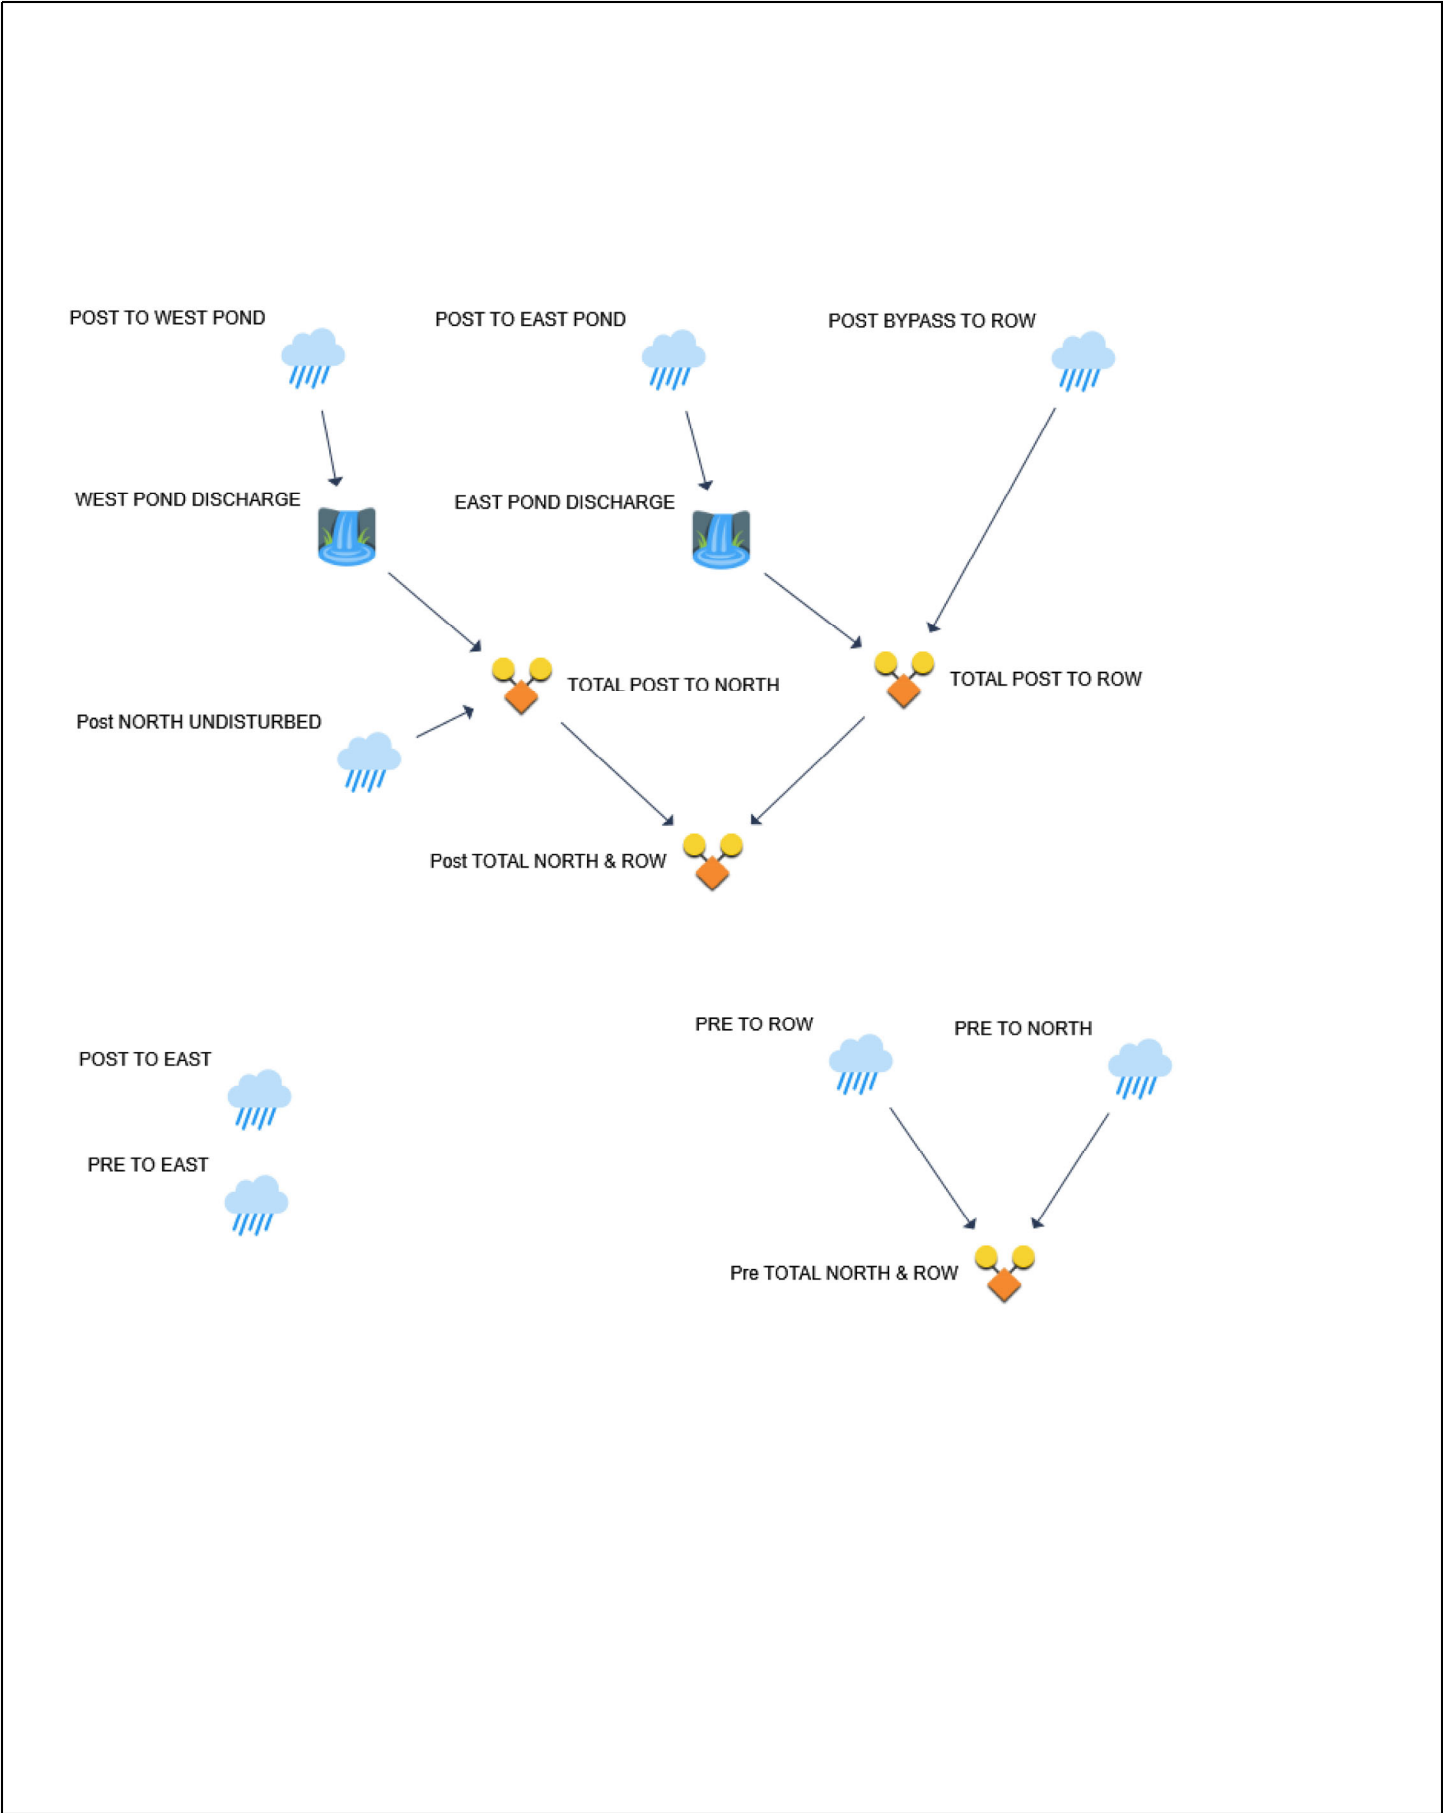 POST TO WEST POND
POST TO EAST POND
POST BYPASS TO ROW
WEST POND DISCHARGE
EAST POND DISCHARGE
TOTAL POST TO NORTH
TOTAL POST TO ROW
Post NORTH UNDISTURBED
Post TOTAL NORTH & ROW
PRE TO ROW
PRE TO NORTH
POST TO EAST
PRE TO EAST
Pre TOTAL NORTH & ROW